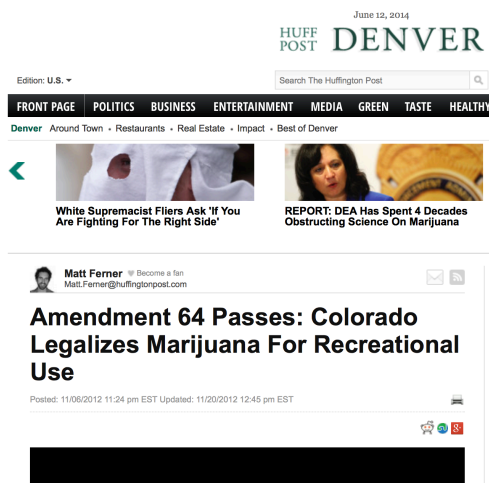 June 12, 2014
HUFF
POST
DENVER
Edition: U.S.
Search The Huffington Post
FRONT PAGE POLITICS BUSINESS ENTERTAINMENT MEDIA GREEN TASTE HEALTHY
Denver Around Town • Restaurants • Real Estate • Impact • Best of Denver
White Supremacist Fliers Ask 'If You
Are Fighting For The Right Side'
REPORT: DEA Has Spent 4 Decades
Obstructing Science On Marijuana
Matt Ferner Become a fan
Matt.Ferner@huffingtonpost.com
Amendment 64 Passes: Colorado
Legalizes Marijuana For Recreational
Use
Posted: 11/06/2012 11:24 pm EST Updated: 11/20/2012 12:45 pm EST